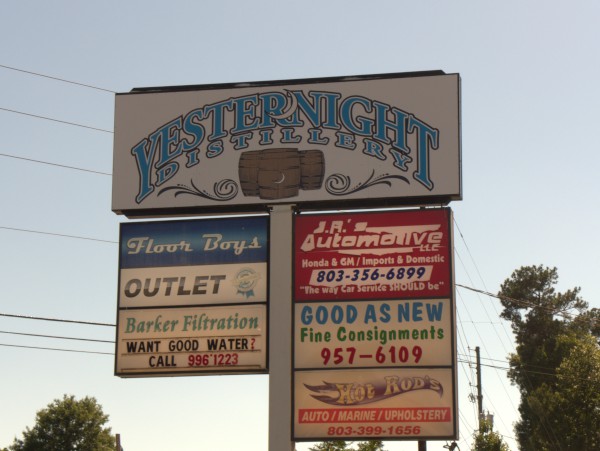 YESTERNIGHT
DISTILLERY
Floor Boys
OUTLET
Barker Filtration
WANT GOOD WATER?
CALL 996-1223
J.R.'s
Automotive
LLC
Honda & GM / Imports & Domestic
803-356-6899
"The way Car Service SHOULD be"
GOOD AS NEW
Fine Consignments
957-6109
Hot Rod's
AUTO / MARINE / UPHOLSTERY
803-399-1656